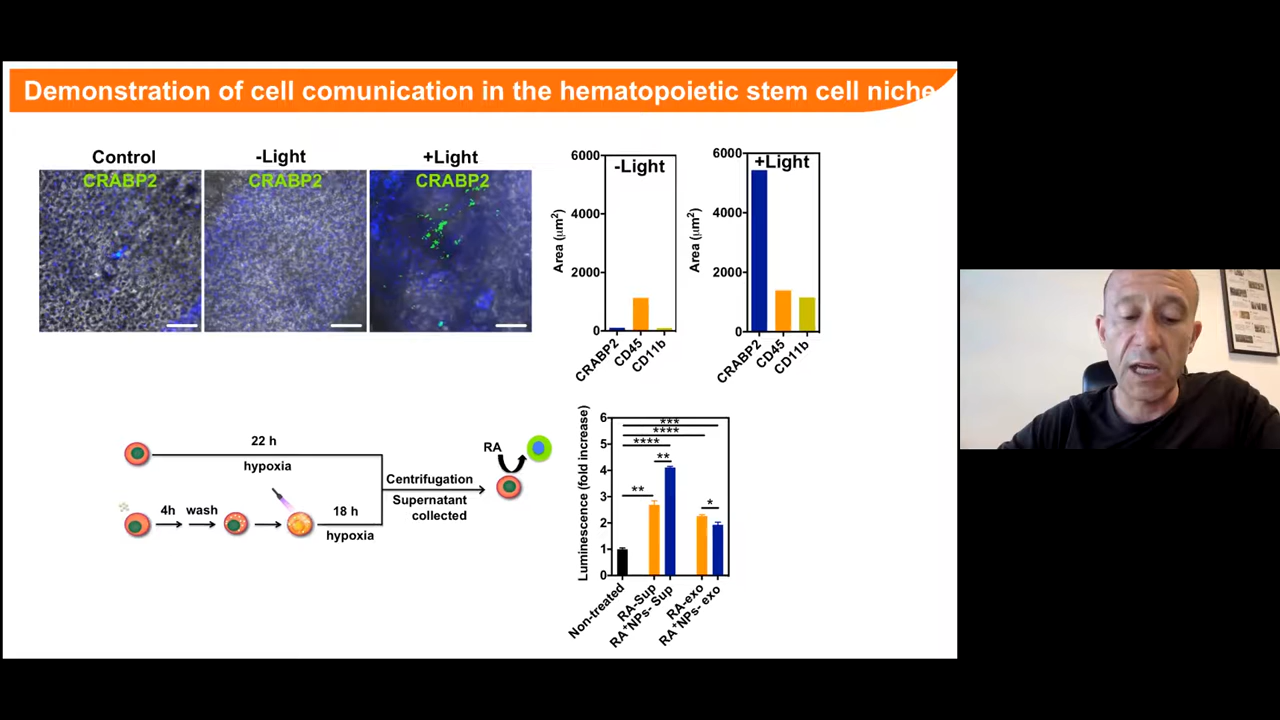 Demonstration of cell comunication in the hematopoietic stem cell niche
Control
-Light
+Light
CRABP2
CRABP2
CRABP2
-Light
Area (μm²)
6000
4000
2000
0
CRABP2
CD45
CD11b
+Light
Area (μm²)
6000
4000
2000
0
CRABP2
CD45
CD11b
22 h
hypoxia
4h
wash
18 h
hypoxia
Centrifugation
Supernatant
collected
RA
Luminescence (fold increase)
6
5
4
3
2
1
0
***
****
****
**
**
*
Non-treated
RA-Sup
RA⁺NPs- Sup
RA-exo
RA⁺NPs- exo